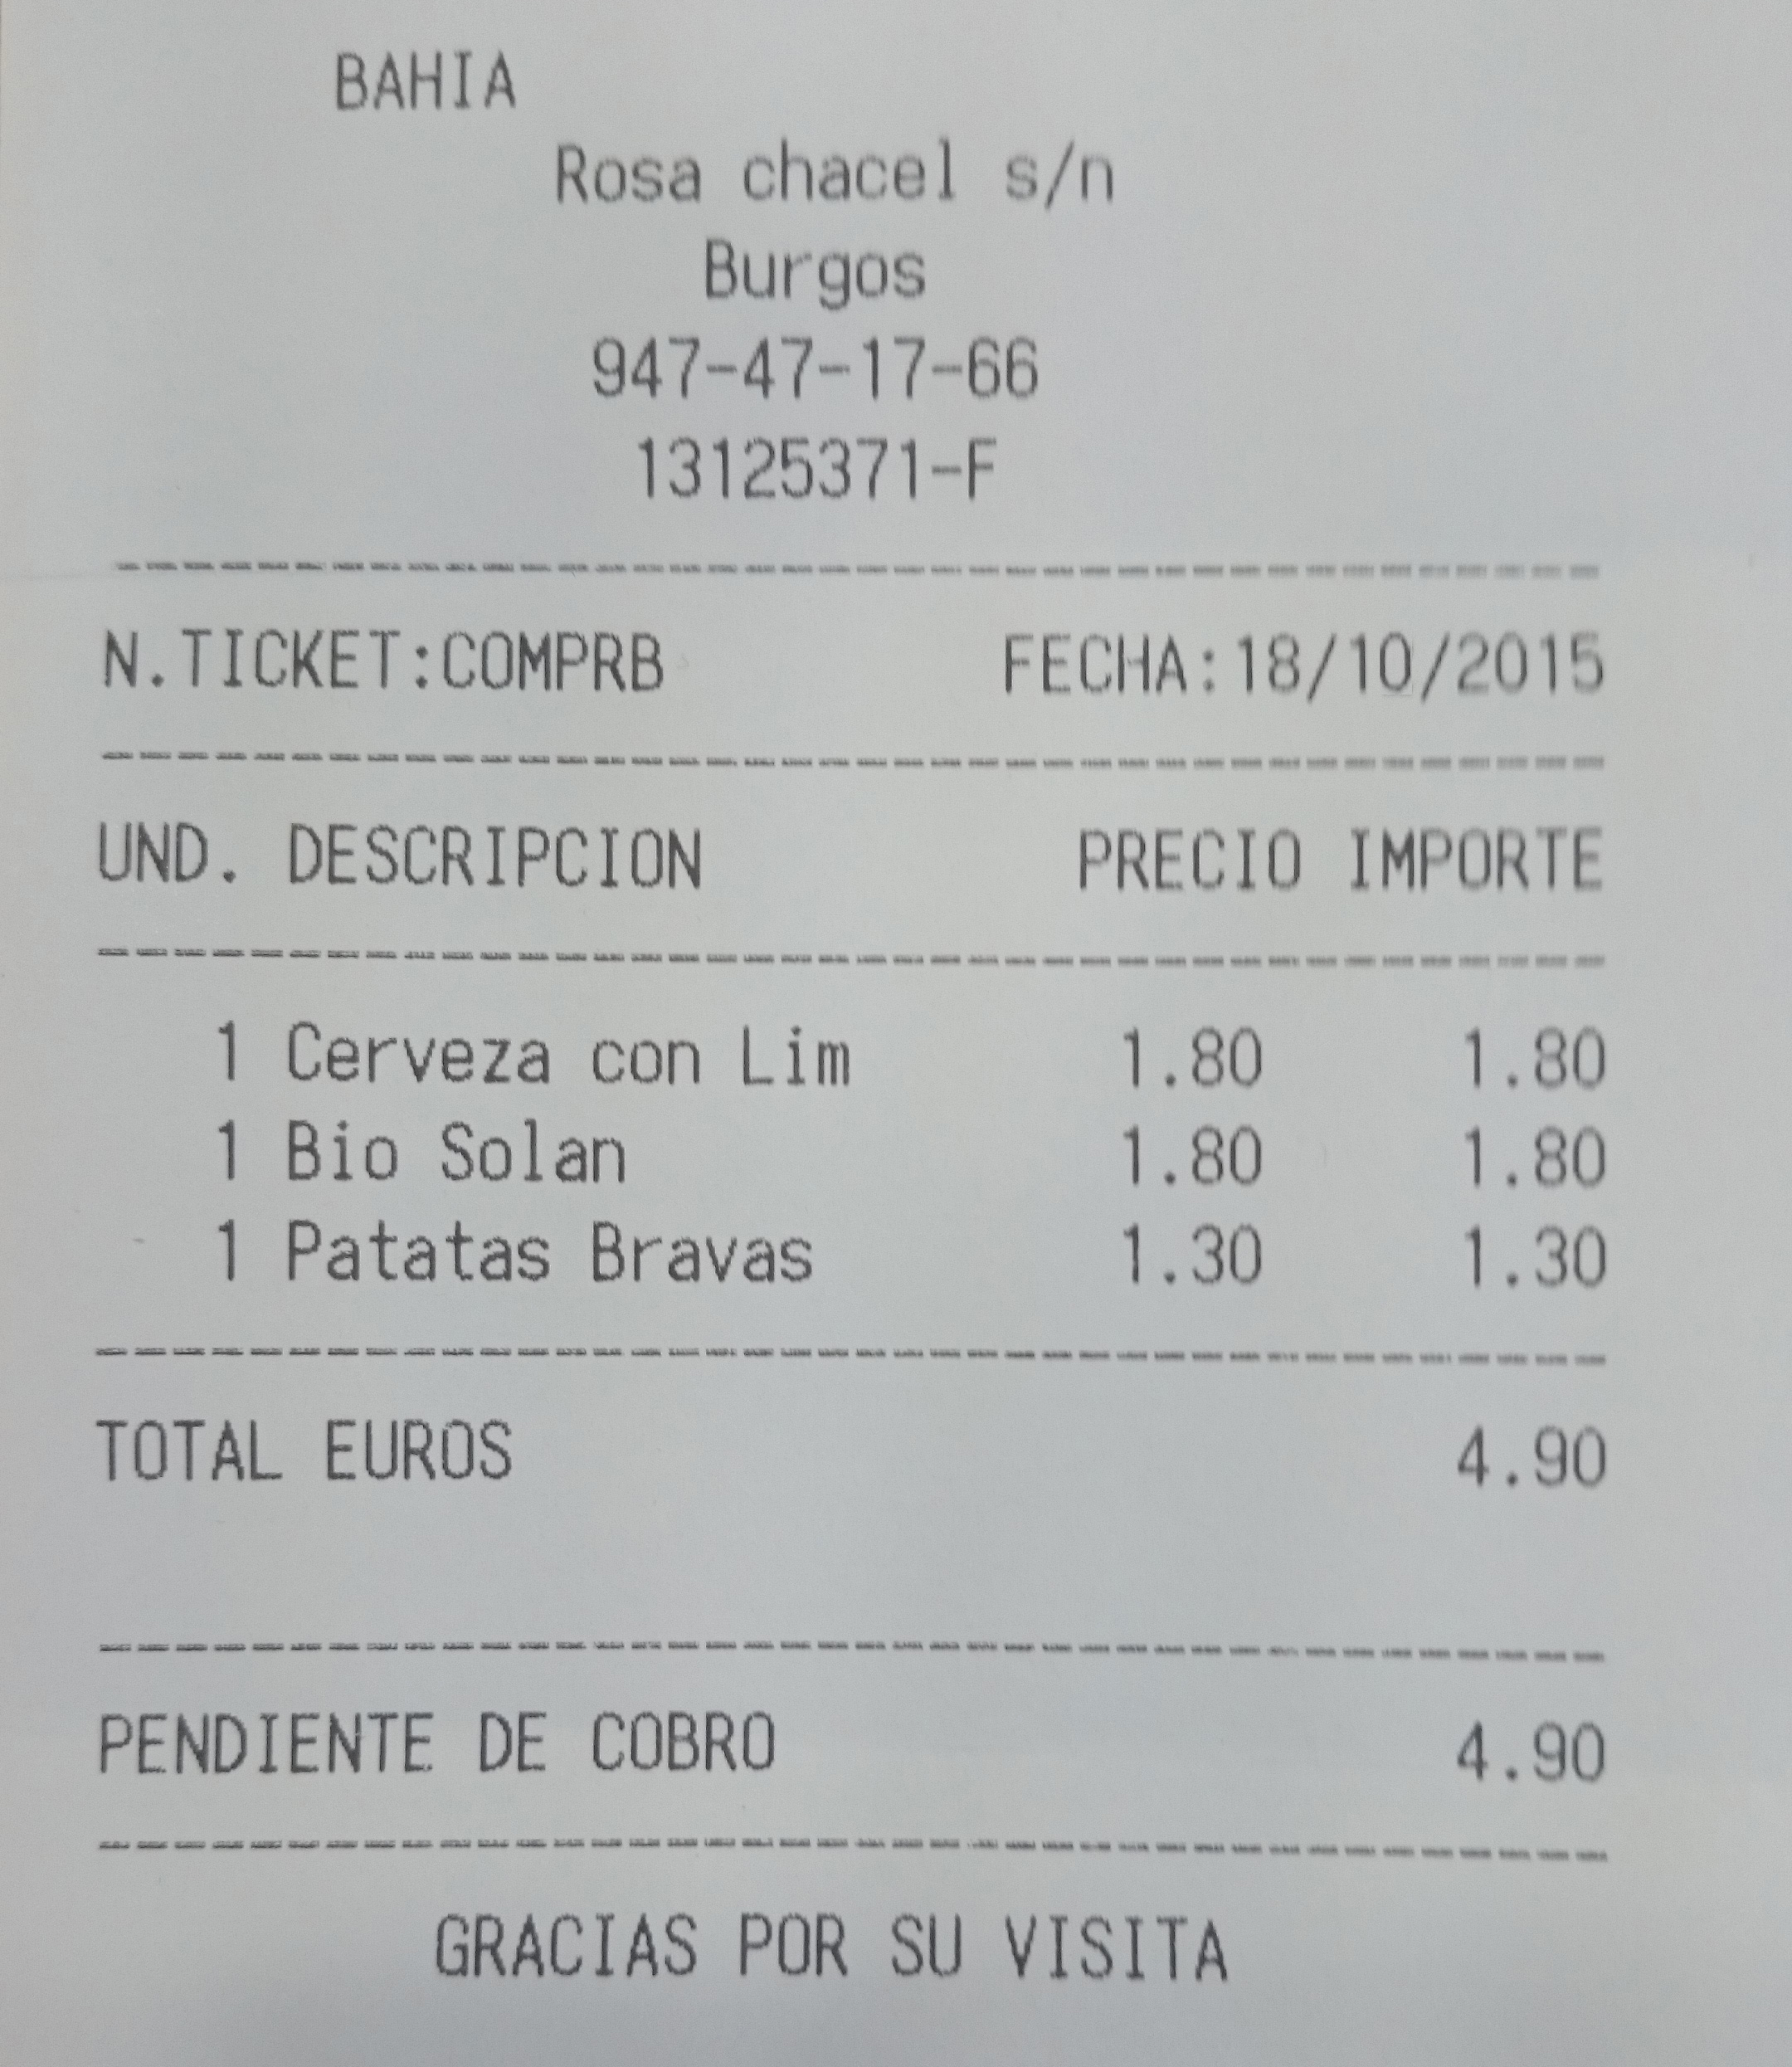 BAHIA
Rosa chacel s/n
Burgos
947-47-17-66
13125371-F
N.TICKET:COMPRB FECHA:18/10/2015
UND. DESCRIPCION PRECIO IMPORTE
1 Cerveza con Lim 1.80 1.80
1 Bio Solan 1.80 1.80
1 Patatas Bravas 1.30 1.30
TOTAL EUROS 4.90
PENDIENTE DE COBRO 4.90
GRACIAS POR SU VISITA